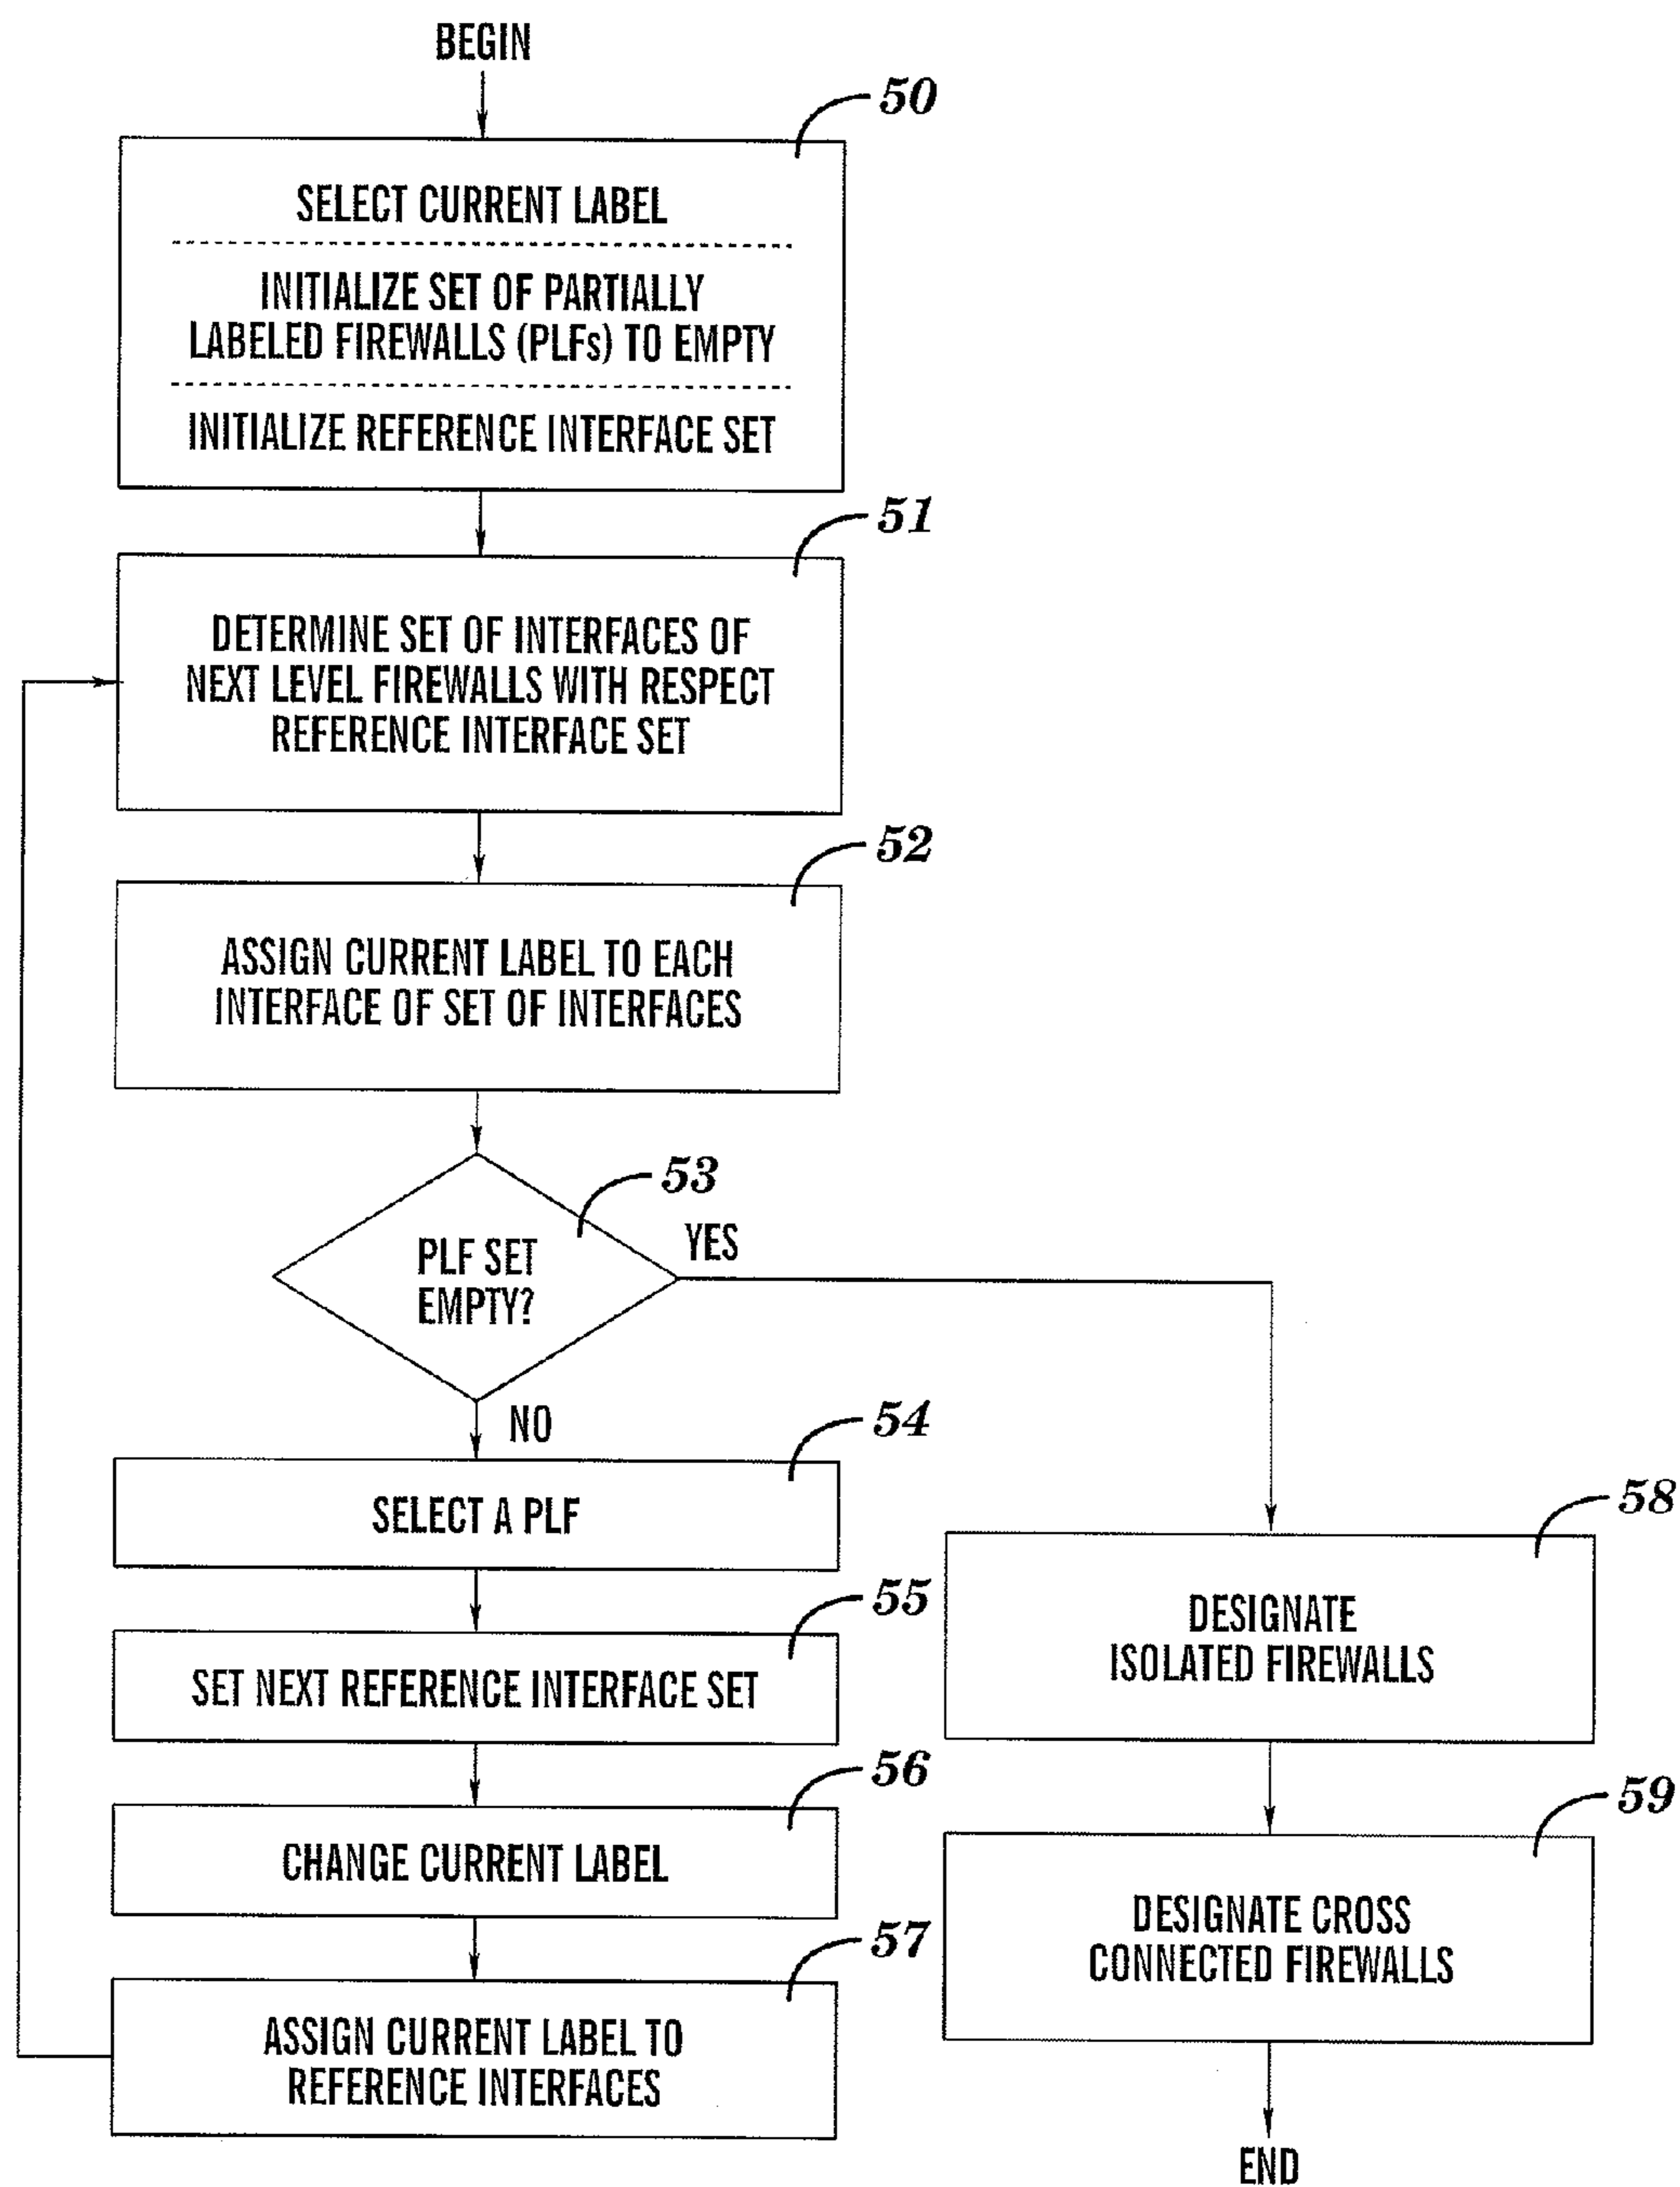 BEGIN
50
SELECT CURRENT LABEL
INITIALIZE SET OF PARTIALLY
LABELED FIREWALLS (PLFs) TO EMPTY
INITIALIZE REFERENCE INTERFACE SET
51
DETERMINE SET OF INTERFACES OF
NEXT LEVEL FIREWALLS WITH RESPECT
REFERENCE INTERFACE SET
52
ASSIGN CURRENT LABEL TO EACH
INTERFACE OF SET OF INTERFACES
53
PLF SET
EMPTY?
YES
NO
54
SELECT A PLF
55
SET NEXT REFERENCE INTERFACE SET
56
CHANGE CURRENT LABEL
57
ASSIGN CURRENT LABEL TO
REFERENCE INTERFACES
58
DESIGNATE
ISOLATED FIREWALLS
59
DESIGNATE CROSS
CONNECTED FIREWALLS
END